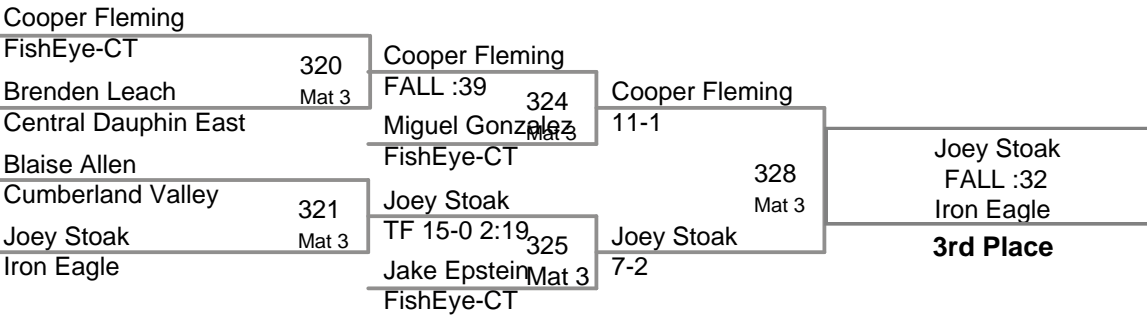 Cooper Fleming
FishEye-CT
320
Mat 3
Brenden Leach
Central Dauphin East
Blaise Allen
Cumberland Valley
321
Mat 3
Joey Stoak
Iron Eagle
Cooper Fleming
FALL :39
324
Mat 3
Miguel Gonzalez
FishEye-CT
Joey Stoak
TF 15-0 2:19
325
Mat 3
Jake Epstein
FishEye-CT
Cooper Fleming
11-1
328
Mat 3
Joey Stoak
7-2
Joey Stoak
FALL :32
Iron Eagle
3rd Place